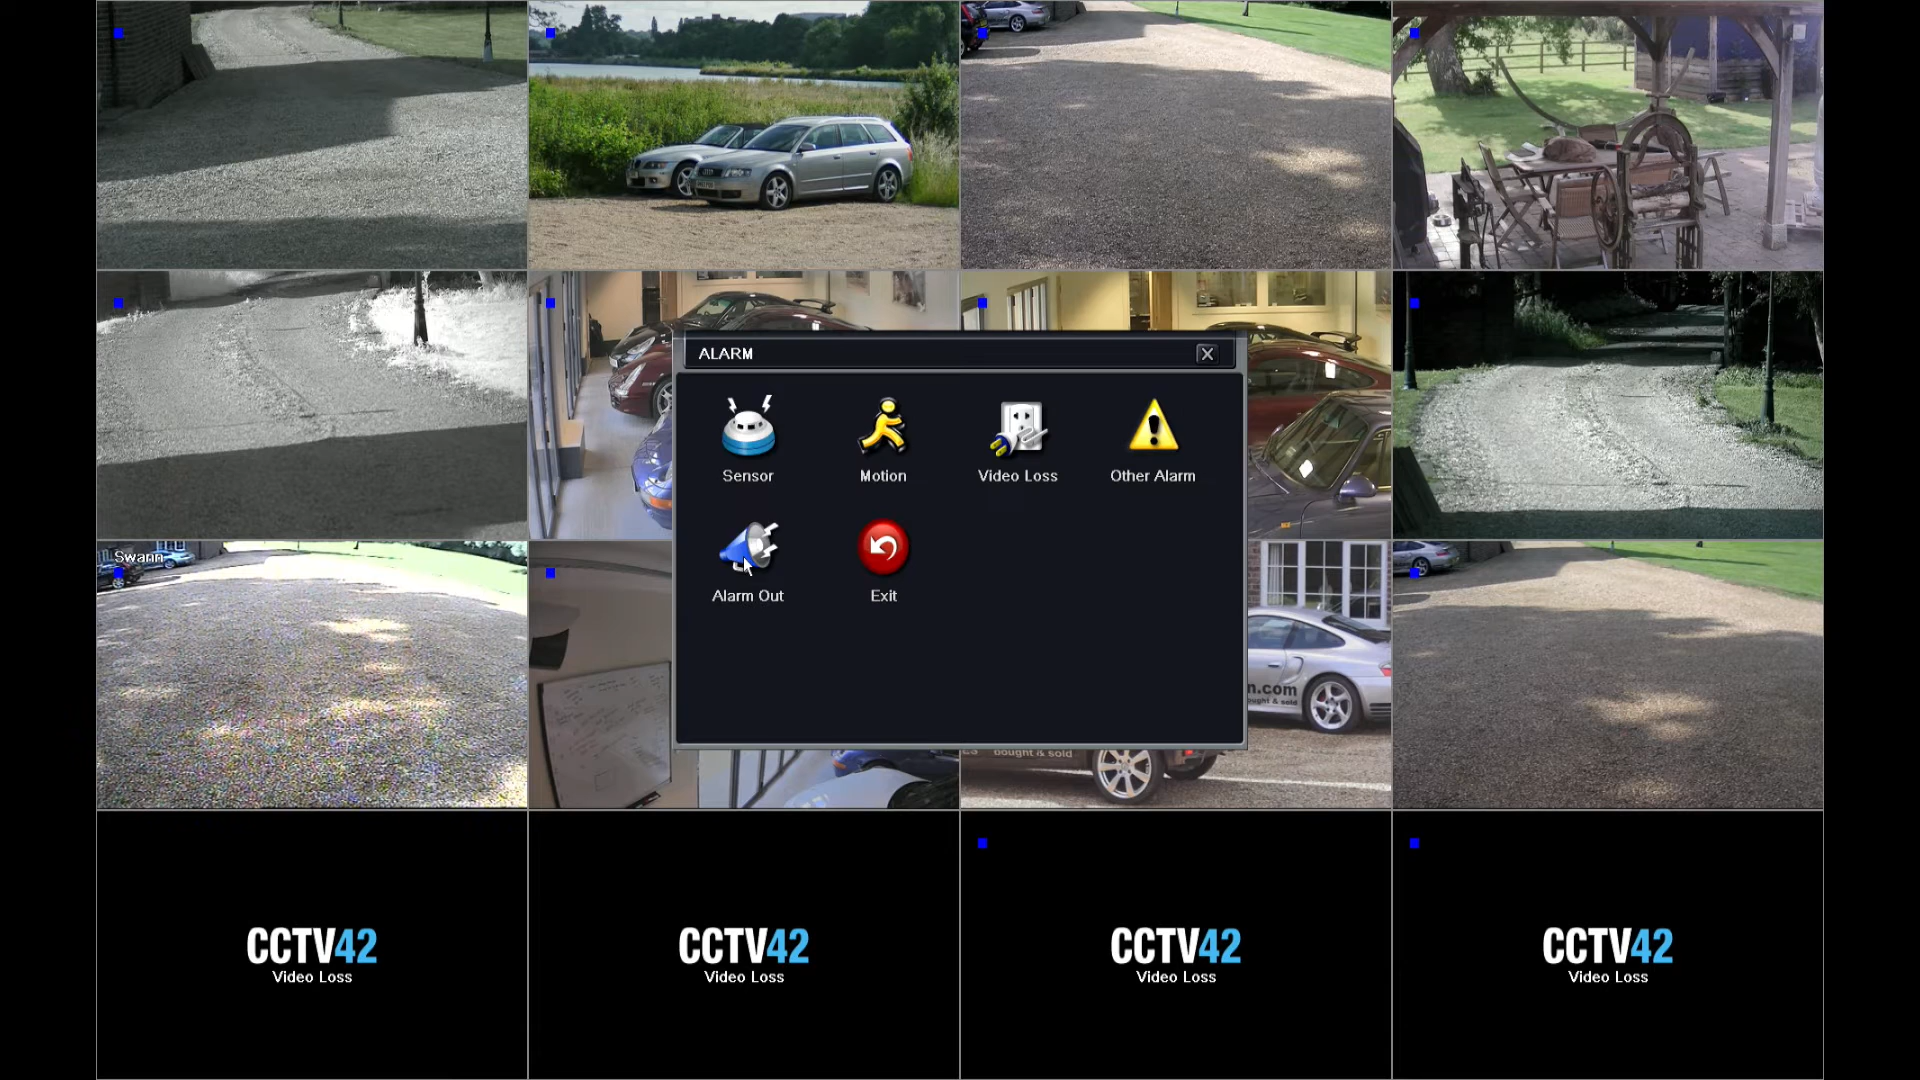 ALARM
X
Sensor
Motion
Video Loss
Other Alarm
Alarm Out
Exit
Swann
n.com
bought & sold
CCTV42
Video Loss
CCTV42
Video Loss
CCTV42
Video Loss
CCTV42
Video Loss